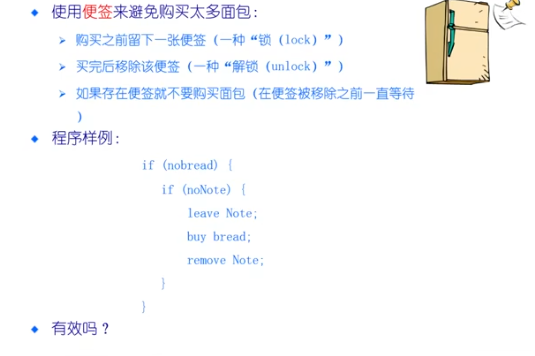 使用便签来避免购买太多面包：
购买之前留下一张便签（一种“锁（lock）”）
买完后移除该便签（一种“解锁（unlock）”）
如果存在便签就不要购买面包（在便签被移除之前一直等待
）
程序样例：
if (nobread) {
if (noNote) {
leave Note;
buy bread;
remove Note;
}
}
有效吗？